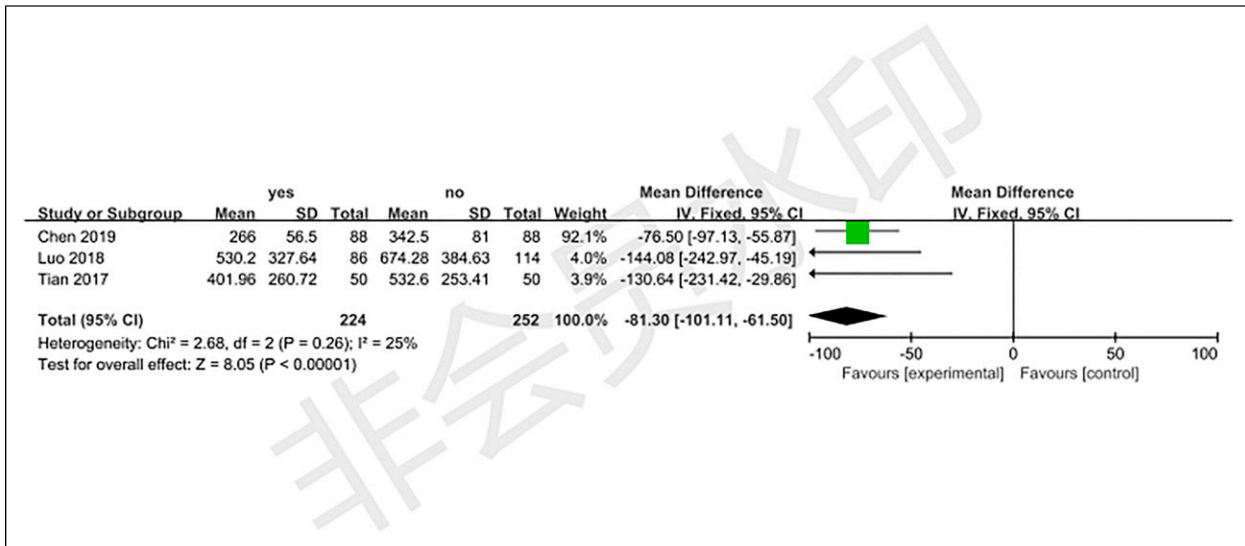 yes no Mean Difference Mean Difference
Study or Subgroup Mean SD Total Mean SD Total Weight IV, Fixed, 95% CI IV, Fixed, 95% CI
Chen 2019 266 56.5 88 342.5 81 88 92.1% -76.50 [-97.13, -55.87]
Luo 2018 530.2 327.64 86 674.28 384.63 114 4.0% -144.08 [-242.97, -45.19]
Tian 2017 401.96 260.72 50 532.6 253.41 50 3.9% -130.64 [-231.42, -29.86]
Total (95% CI) 224 252 100.0% -81.30 [-101.11, -61.50]
Heterogeneity: Chi² = 2.68, df = 2 (P = 0.26); I² = 25%
Test for overall effect: Z = 8.05 (P < 0.00001)
-100 -50 0 50 100
Favours [experimental] Favours [control]
非会员水印